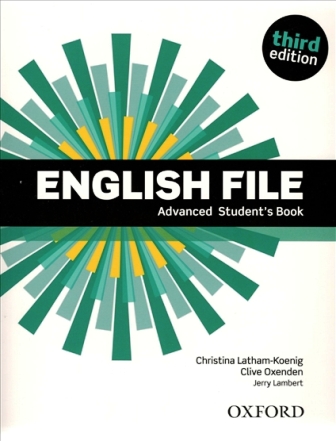 third
edition
ENGLISH FILE
Advanced Student's Book
Christina Latham-Koenig
Clive Oxenden
Jerry Lambert
OXFORD